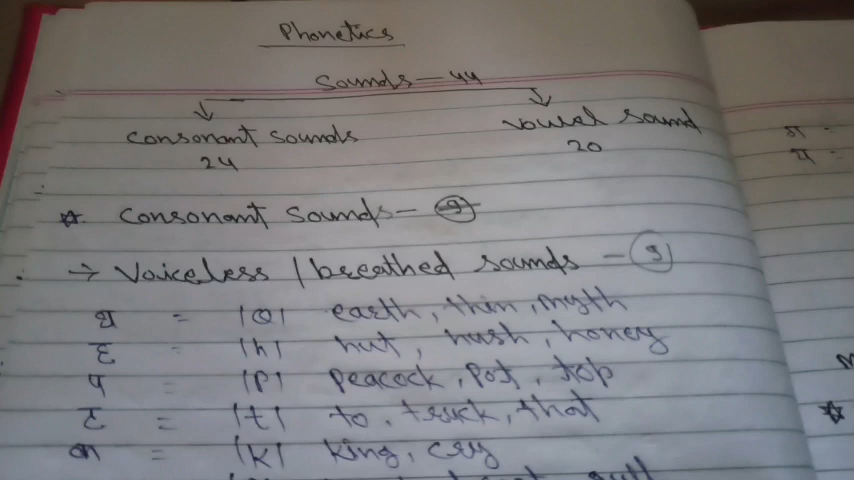 Phonetics
Sounds - 44
consonant sounds
24
vowel sound
20
☆ consonant sounds -
→ Voiceless / breathed sounds - 9
थ = |Θ| earth, thin, myth
ह = |h| hut, hush, honey
प = |p| peacock, pot, top
ट = |t| to, truck, that
क = |k| king, cry